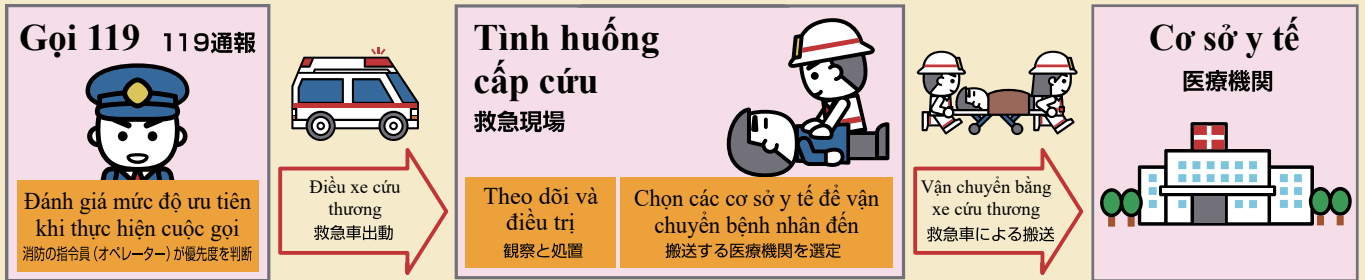 Gọi 119 119通報
Đánh giá mức độ ưu tiên
khi thực hiện cuộc gọi
消防の指令員(オペレーター)が優先度を判断
Điều xe cứu
thương
救急車出動
Tình huống
cấp cứu
救急現場
Theo dõi và
điều trị
観察と処置
Chọn các cơ sở y tế để vận
chuyển bệnh nhân đến
搬送する医療機関を選定
Vận chuyển bằng
xe cứu thương
救急車による搬送
Cơ sở y tế
医療機関